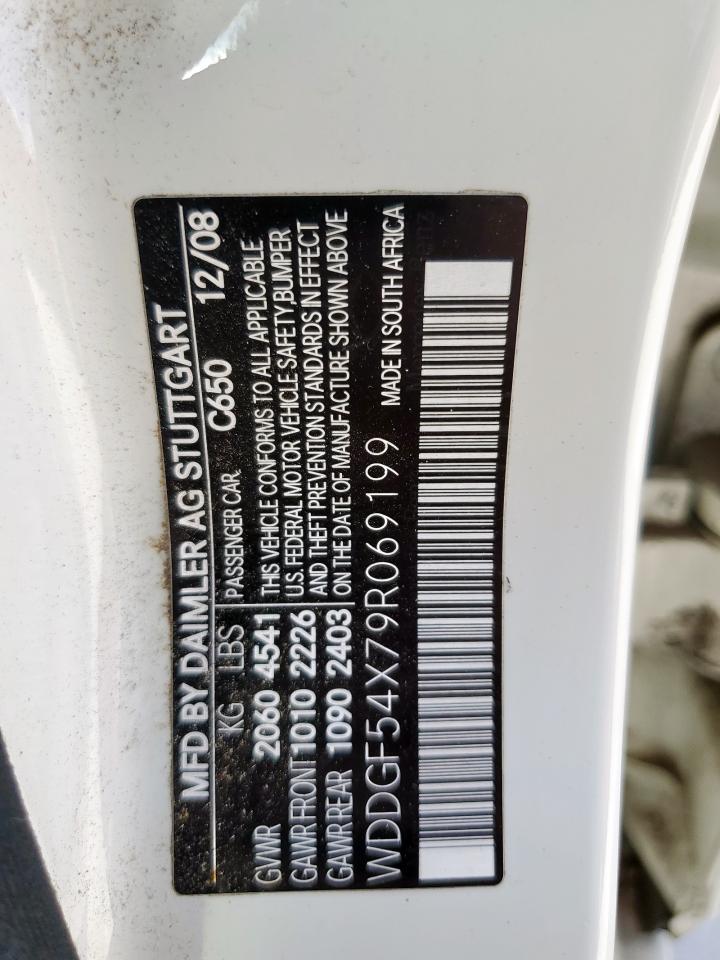 MFD BY DAIMLER AG STUTTGART 12/08
KG LBS PASSENGER CAR C650
GVWR 2060 4541 THIS VEHICLE CONFORMS TO ALL APPLICABLE
GAWR FRONT 1010 2226 U.S. FEDERAL MOTOR VEHICLE SAFETY, BUMPER
GAWR REAR 1090 2403 AND THEFT PREVENTION STANDARDS IN EFFECT
ON THE DATE OF MANUFACTURE SHOWN ABOVE
WDDGF54X79R069199 MADE IN SOUTH AFRICA